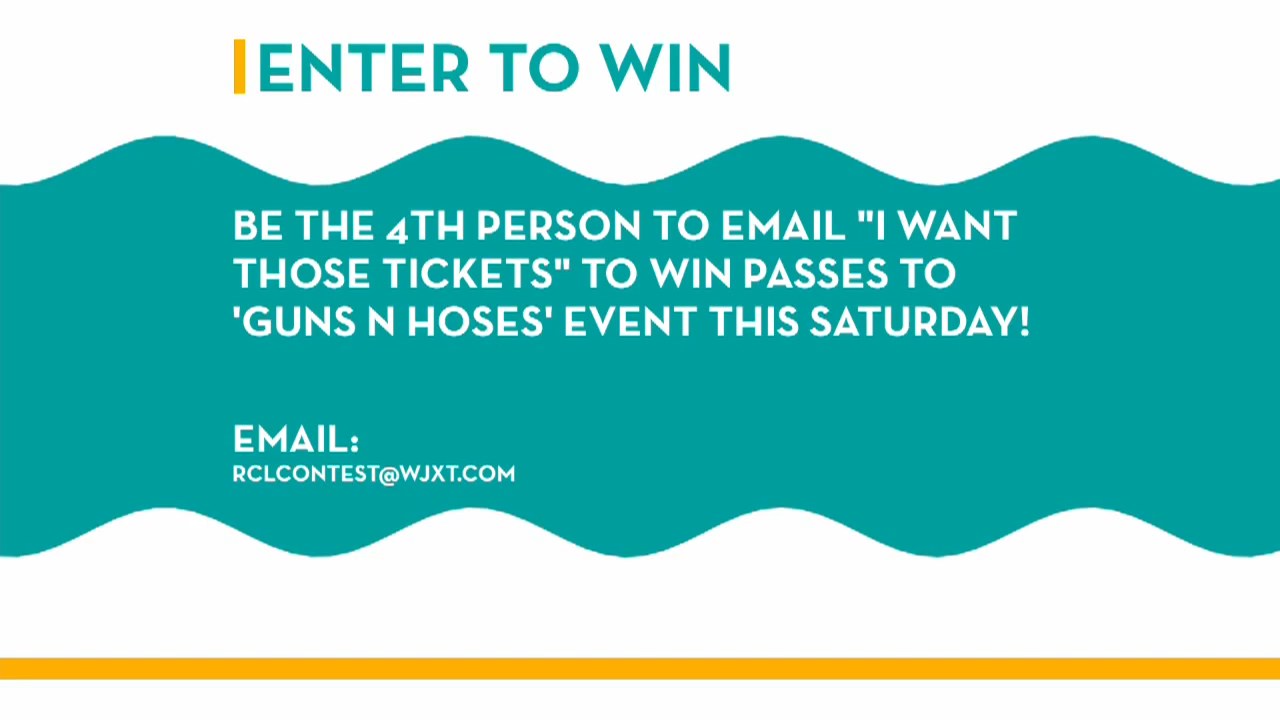 ENTER TO WIN
BE THE 4TH PERSON TO EMAIL "I WANT
THOSE TICKETS" TO WIN PASSES TO
'GUNS N HOSES' EVENT THIS SATURDAY!
EMAIL:
RCLCONTEST@WJXT.COM